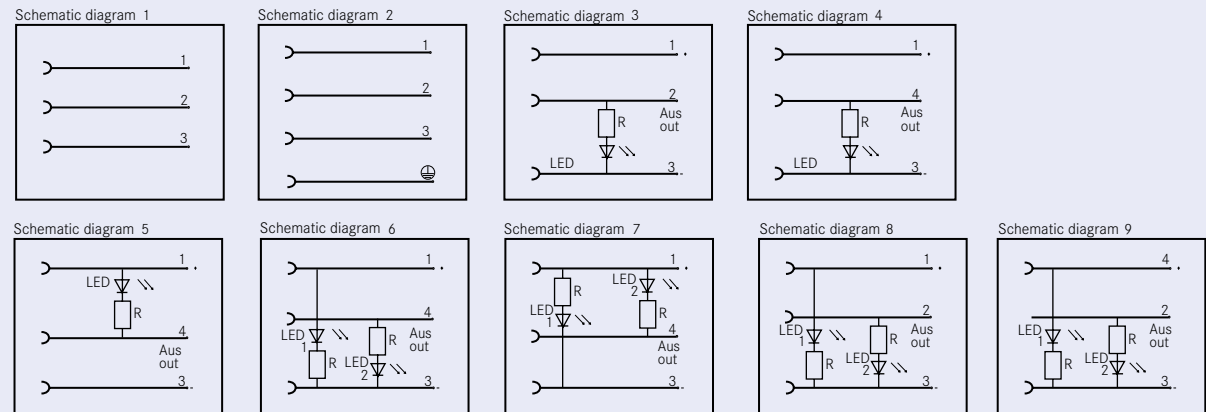 Schematic diagram 1
1
2
3
Schematic diagram 2
1
2
3
Schematic diagram 3
1
2
Aus
out
R
LED
3 -
Schematic diagram 4
1
4
Aus
out
R
LED
3 -
Schematic diagram 5
1
LED
R
4
Aus
out
3 -
Schematic diagram 6
1
4
LED
1
R
Aus
out
R
LED
2
3 -
Schematic diagram 7
1
R
LED
2
LED
1
R
4
Aus
out
3 -
Schematic diagram 8
1
2
LED
1
R
Aus
out
R
LED
2
3 -
Schematic diagram 9
4
2
LED
1
R
Aus
out
R
LED
2
3 -